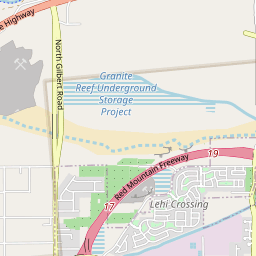 e Highway
North Gilbert Road
Granite
Reef Underground
Storage
Project
19
Red Mountain Freeway
17
Lehi Crossing